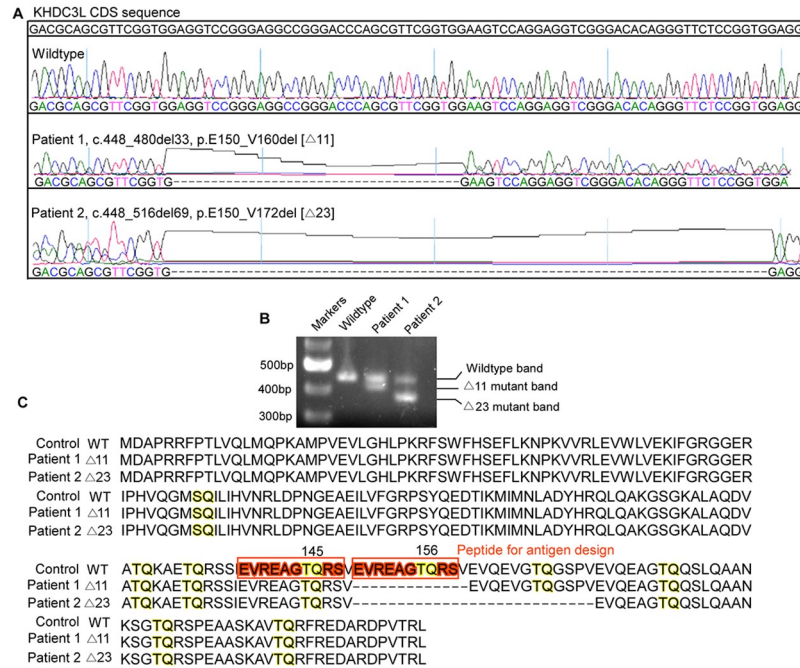 A KHDC3L CDS sequence
GACGCAGCGTTCGGTGGAGGTCCGGGAGGCCGGGACCCAGCGTTCGGTGGAAGTCCAGGAGGTCGGGACACAGGGTTCTCCGGTGGAGG
Wildtype
GACGCAGCGTTCGGTGGAGGTCCGGGAGGCCGGGACCCAGCGTTCGGTGGAAGTCCAGGAGGTCGGGACACAGGGTTCTCCGGTGGAGG
Patient 1, c.448_480del33, p.E150_V160del [△11]
GACGCAGCGTTCGGTG---------------------------------GAAGTCCAGGAGGTCGGGACACAGGGTTCTCCGGTGGA
Patient 2, c.448_516del69, p.E150_V172del [△23]
GACGCAGCGTTCGGTG---------------------------------------------------------------------GAGG
B
Markers Wildtype Patient 1 Patient 2
500bp
400bp
300bp
Wildtype band
△11 mutant band
△23 mutant band
C
Control WT MDAPRRFPTLVQLMQPKAMPVEVLGHLPKRFSWFHSEFLKNPKVVRLEVWLVEKIFGRGGER
Patient 1 △11 MDAPRRFPTLVQLMQPKAMPVEVLGHLPKRFSWFHSEFLKNPKVVRLEVWLVEKIFGRGGER
Patient 2 △23 MDAPRRFPTLVQLMQPKAMPVEVLGHLPKRFSWFHSEFLKNPKVVRLEVWLVEKIFGRGGER
Control WT IPHVQGMSQILIHVNRLDPNGEAEILVFGRPSYQEDTIKMIMNLADYHRQLQAKGSGKALAQDV
Patient 1 △11 IPHVQGMSQILIHVNRLDPNGEAEILVFGRPSYQEDTIKMIMNLADYHRQLQAKGSGKALAQDV
Patient 2 △23 IPHVQGMSQILIHVNRLDPNGEAEILVFGRPSYQEDTIKMIMNLADYHRQLQAKGSGKALAQDV
145 156 Peptide for antigen design
Control WT ATQKAETQRSSIEVREAGTQRSVEVREAGTQRSVEVQEVGTQGSPVEVQEAGTQQSLQAAN
Patient 1 △11 ATQKAETQRSSIEVREAGTQRSV-----------EVQEVGTQGSPVEVQEAGTQQSLQAAN
Patient 2 △23 ATQKAETQRSSIEVREAGTQRSV-----------------------EVQEAGTQQSLQAAN
Control WT KSGTQRSPEAASKAVTQRFREDARDPVTRL
Patient 1 △11 KSGTQRSPEAASKAVTQRFREDARDPVTRL
Patient 2 △23 KSGTQRSPEAASKAVTQRFREDARDPVTRL